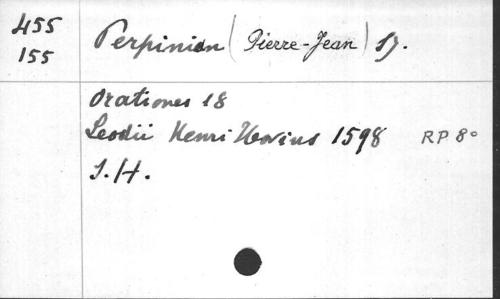 455
155
Perpinian (Pierre-Jean) SJ.
Orationes 18
Leodii Henri Hovius 1598 RP 8°
S.H.